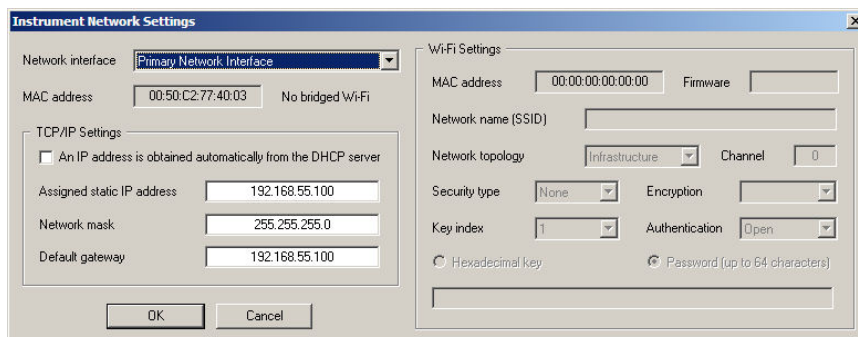 Instrument Network Settings
Network interface Primary Network Interface
MAC address 00:50:C2:77:40:03 No bridged Wi-Fi
TCP/IP Settings
An IP address is obtained automatically from the DHCP server
Assigned static IP address 192.168.55.100
Network mask 255.255.255.0
Default gateway 192.168.55.100
OK Cancel
Wi-Fi Settings
MAC address 00:00:00:00:00:00 Firmware
Network name (SSID)
Network topology Infrastructure Channel 0
Security type None Encryption
Key index 1 Authentication Open
Hexadecimal key Password (up to 64 characters)